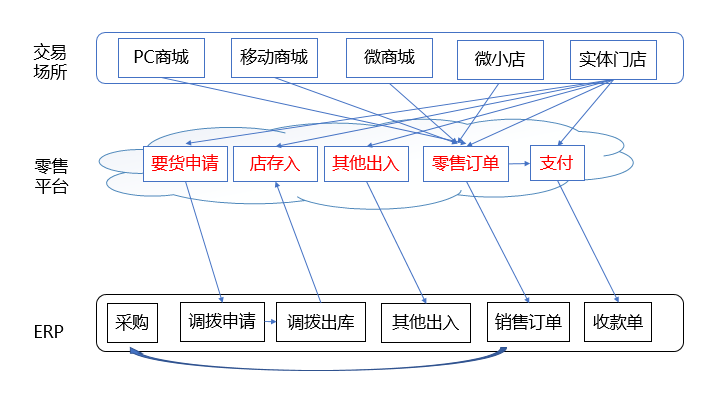 交易
场所
PC商城
移动商城
微商城
微小店
实体门店
零售
平台
要货申请
店存入
其他出入
零售订单
支付
ERP
采购
调拨申请
调拨出库
其他出入
销售订单
收款单